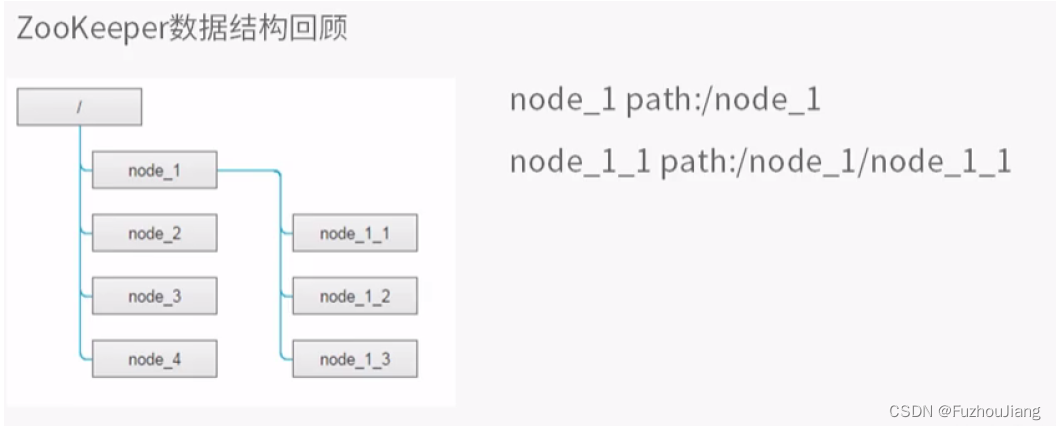 ZooKeeper数据结构回顾
/
node_1
node_2
node_3
node_4
node_1_1
node_1_2
node_1_3
node_1 path:/node_1
node_1_1 path:/node_1/node_1_1
CSDN @FuzhouJiang